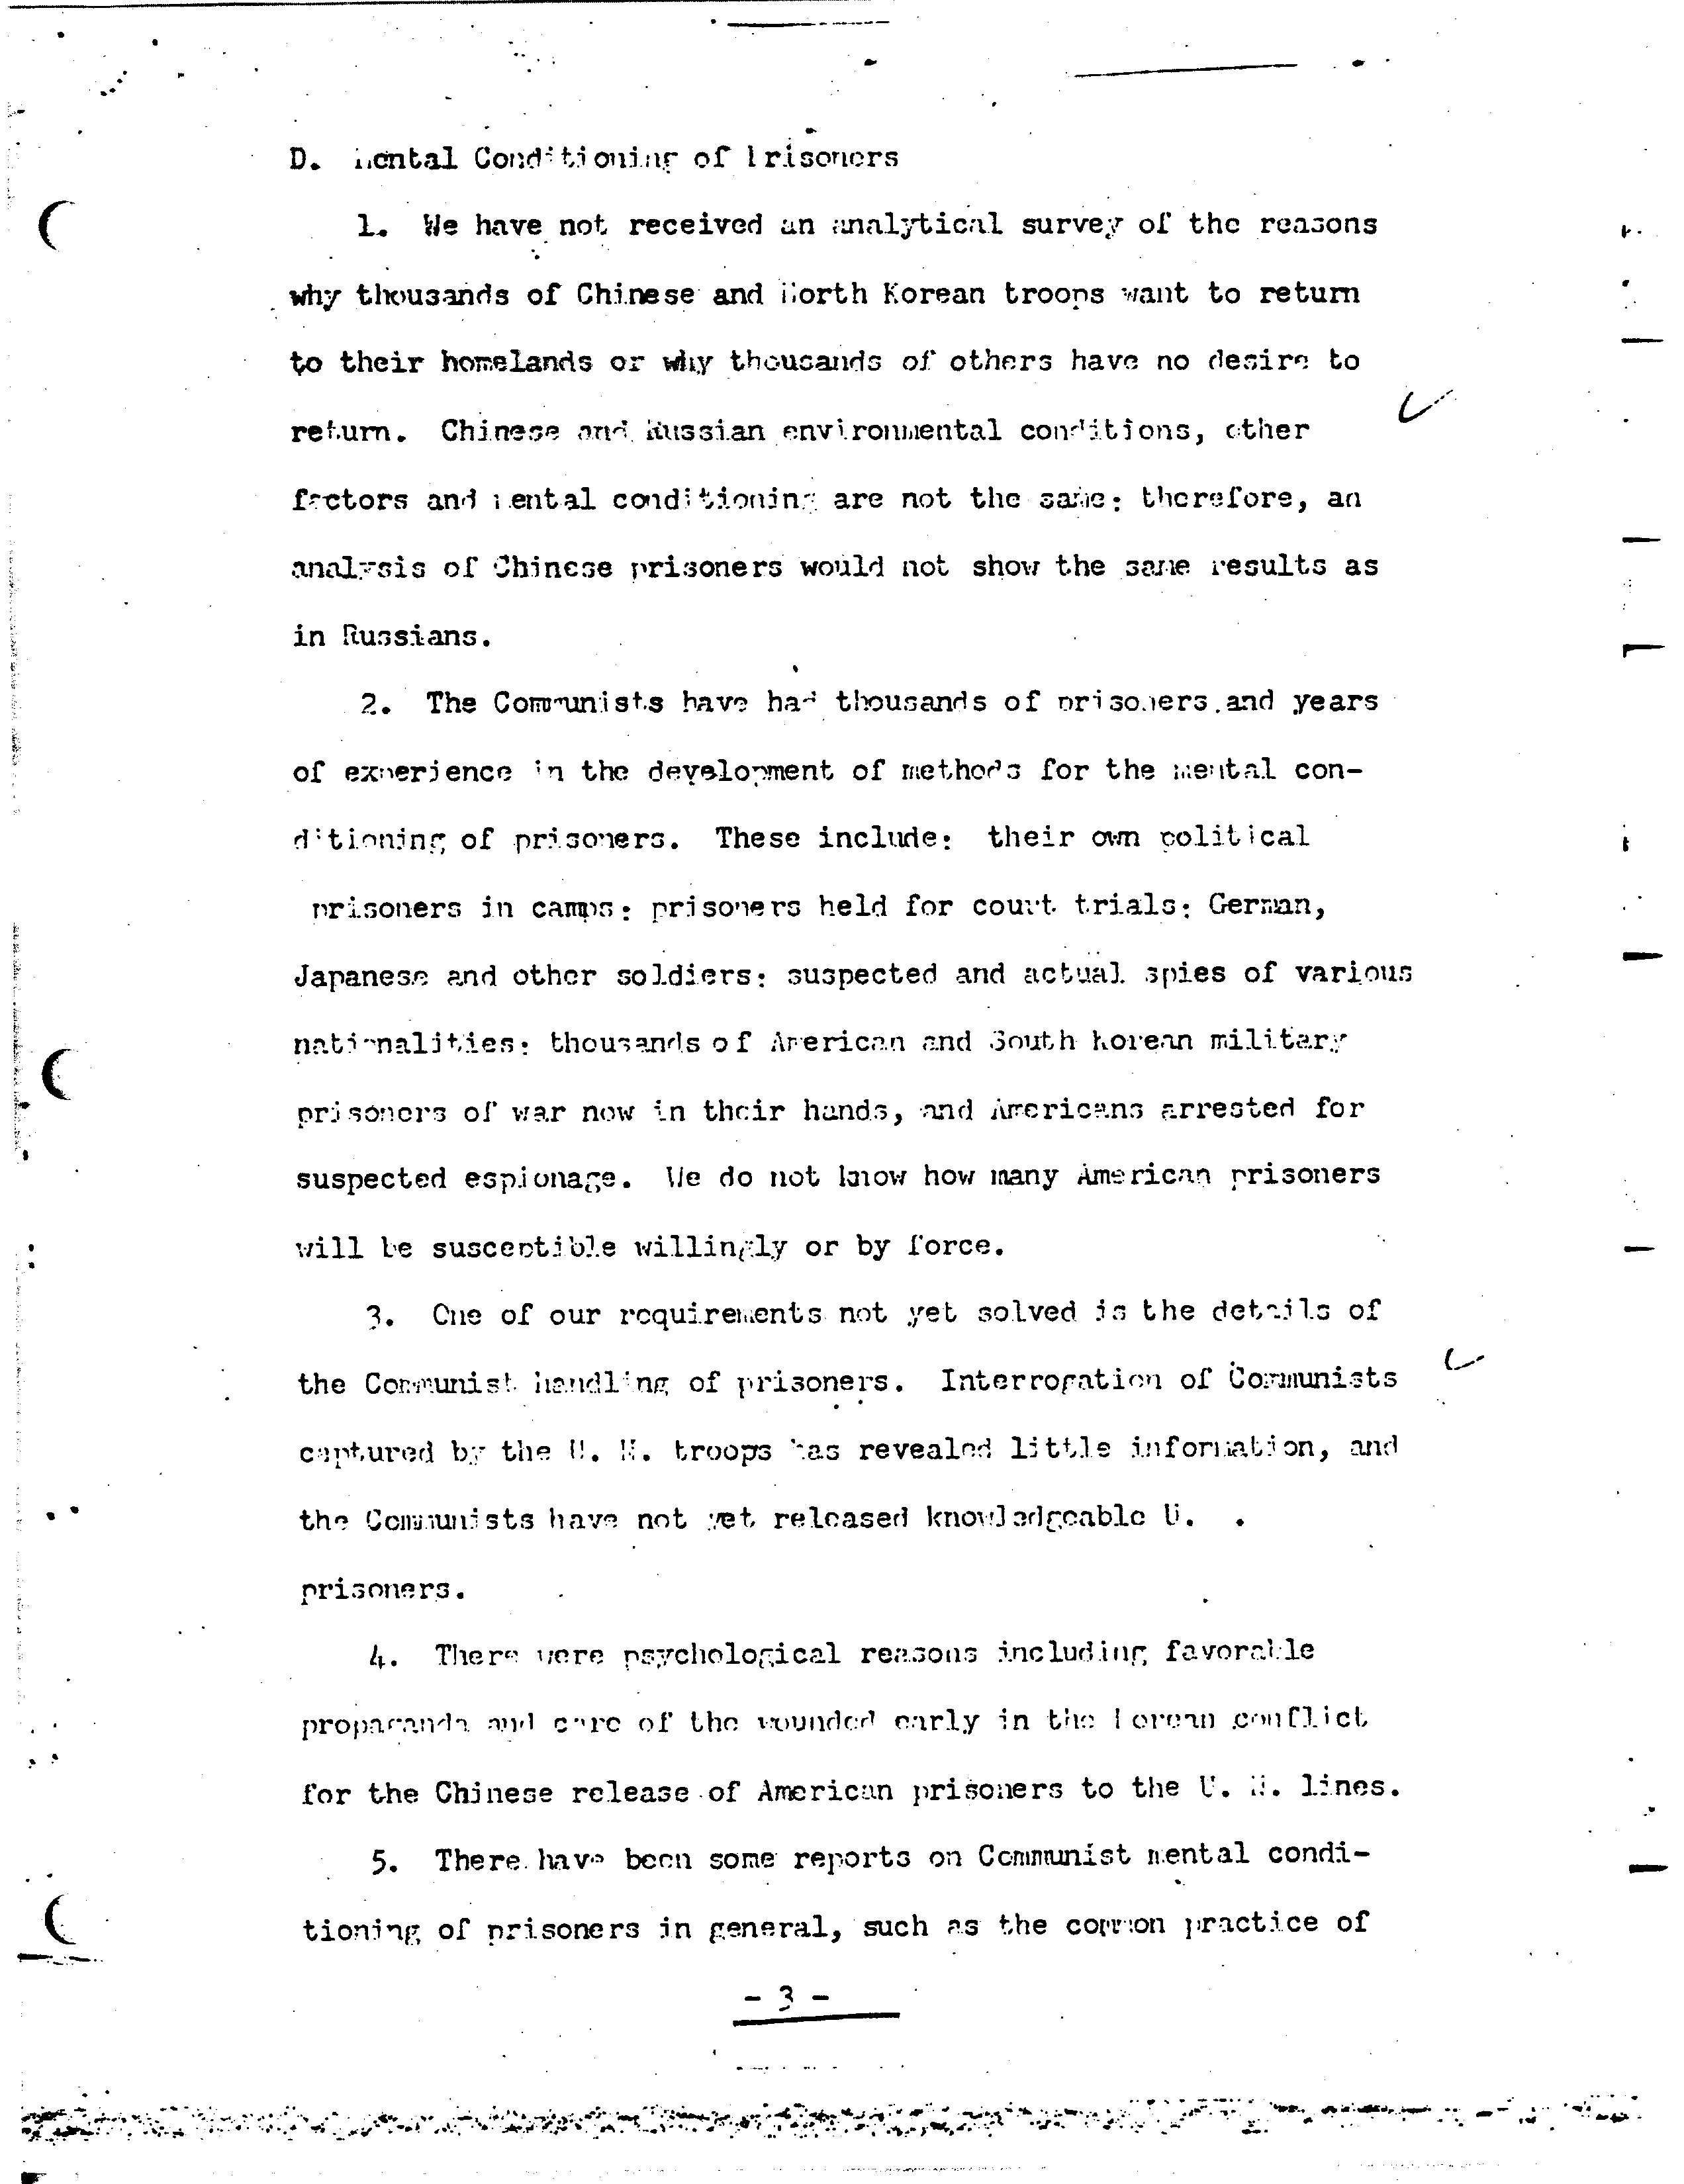 D. Mental Conditioning of Prisoners
1. We have not received an analytical survey of the reasons
why thousands of Chinese and North Korean troops want to return
to their homelands or why thousands of others have no desire to
return. Chinese and Russian environmental conditions, other
factors and mental conditioning are not the same; therefore, an
analysis of Chinese prisoners would not show the same results as
in Russians.
2. The Communists have had thousands of prisoners and years
of experience in the development of methods for the mental con-
ditioning of prisoners. These include: their own political
prisoners in camps; prisoners held for court trials; German,
Japanese and other soldiers; suspected and actual spies of various
nationalities; thousands of American and South Korean military
prisoners of war now in their hands, and Americans arrested for
suspected espionage. We do not know how many American prisoners
will be susceptible willingly or by force.
3. One of our requirements not yet solved is the details of
the Communist handling of prisoners. Interrogation of Communists
captured by the U. N. troops has revealed little information, and
the Communists have not yet released knowledgeable U. .
prisoners.
4. There were psychological reasons including favorable
propaganda and care of the wounded early in the Korean conflict
for the Chinese release of American prisoners to the U. N. lines.
5. There have been some reports on Communist mental condi-
tioning of prisoners in general, such as the common practice of
- 3 -